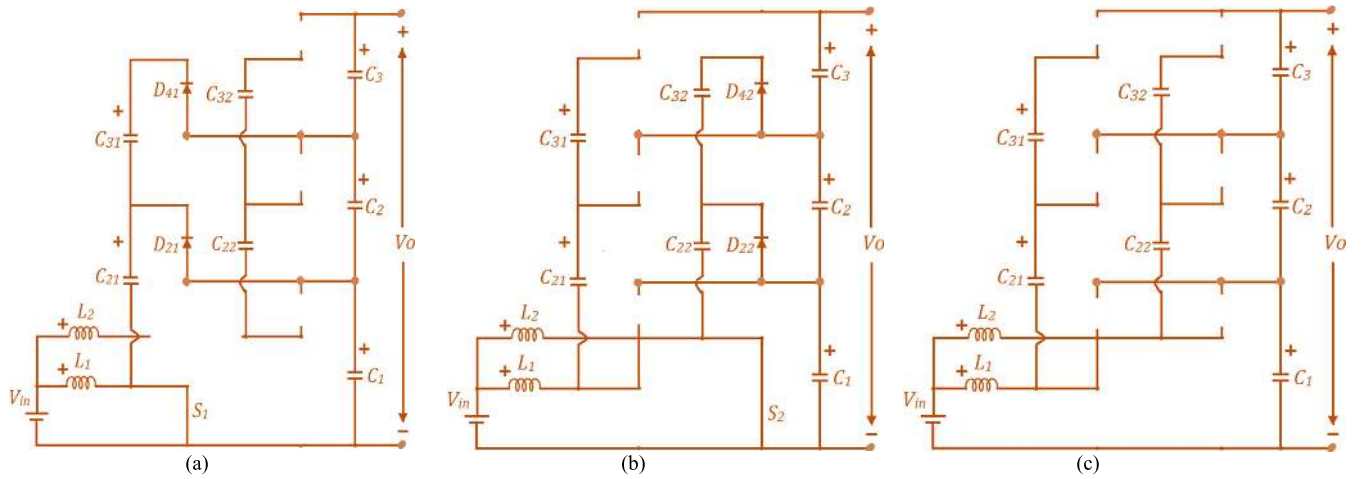 +
+
+ D41 C32 C3
C31
Vo
+
+
D21 C22 C2
C21
L2
+
L1
+
+
C1
Vin
S1
−
(a)
+
+
+ C32 D42 C3
C31
Vo
+
+
C22 D22 C2
C21
L2
+
L1
+
+
C1
Vin
S2
−
(b)
+
+
+ C32 C3
C31
Vo
+
+
C22 C2
C21
L2
+
L1
+
+
C1
Vin
−
(c)